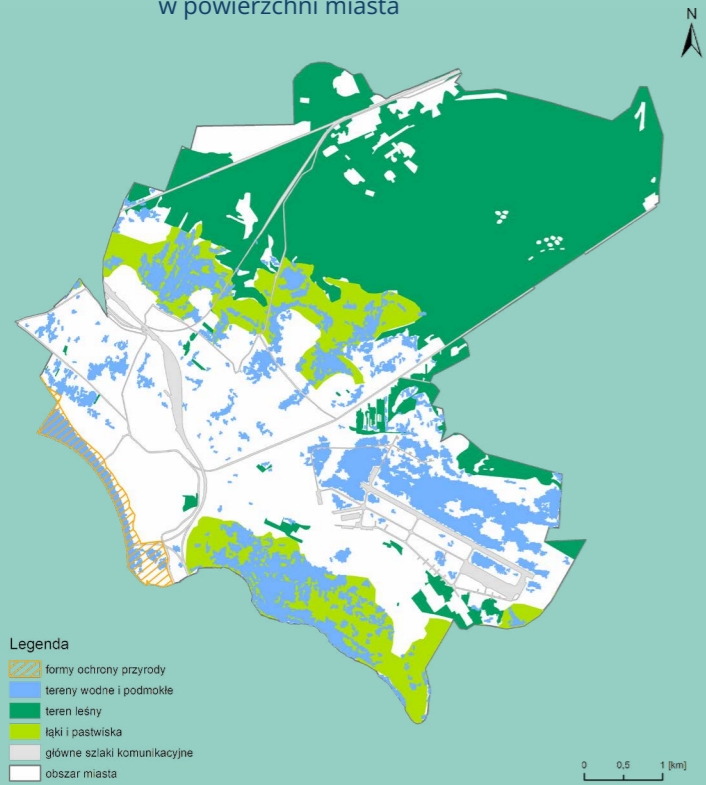 w powierzchni miasta
N
Legenda
formy ochrony przyrody
tereny wodne i podmokłe
teren leśny
łąki i pastwiska
główne szlaki komunikacyjne
obszar miasta
0 0,5 1 [km]